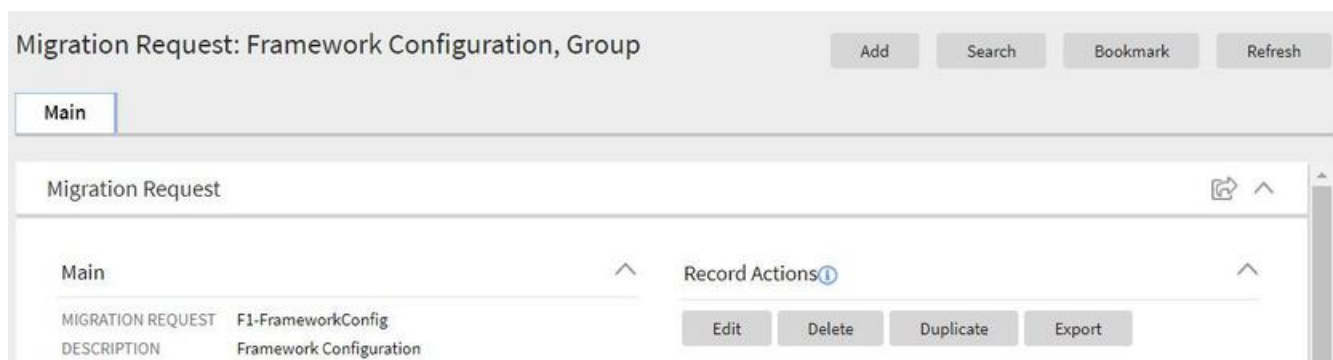 Migration Request: Framework Configuration, Group
Add Search Bookmark Refresh
Main
Migration Request
Main
Record Actions
MIGRATION REQUEST F1-FrameworkConfig
DESCRIPTION Framework Configuration
Edit Delete Duplicate Export